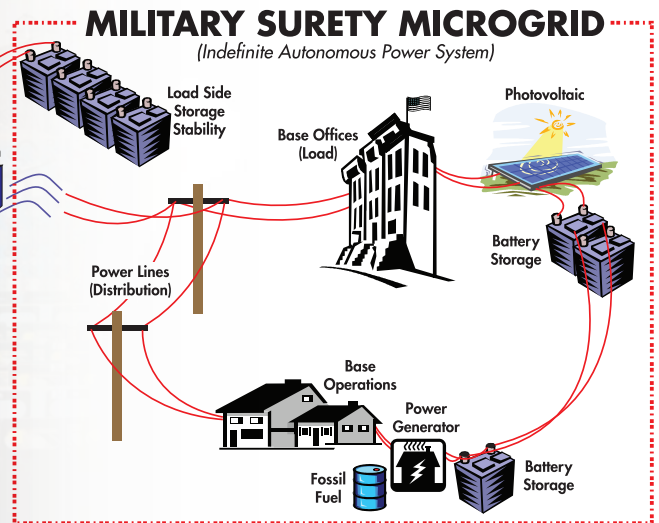 MILITARY SURETY MICROGRID
(Indefinite Autonomous Power System)
Load Side
Storage
Stability
Base Offices
(Load)
Photovoltaic
Battery
Storage
Power Lines
(Distribution)
Base
Operations
Power
Generator
Fossil
Fuel
Battery
Storage